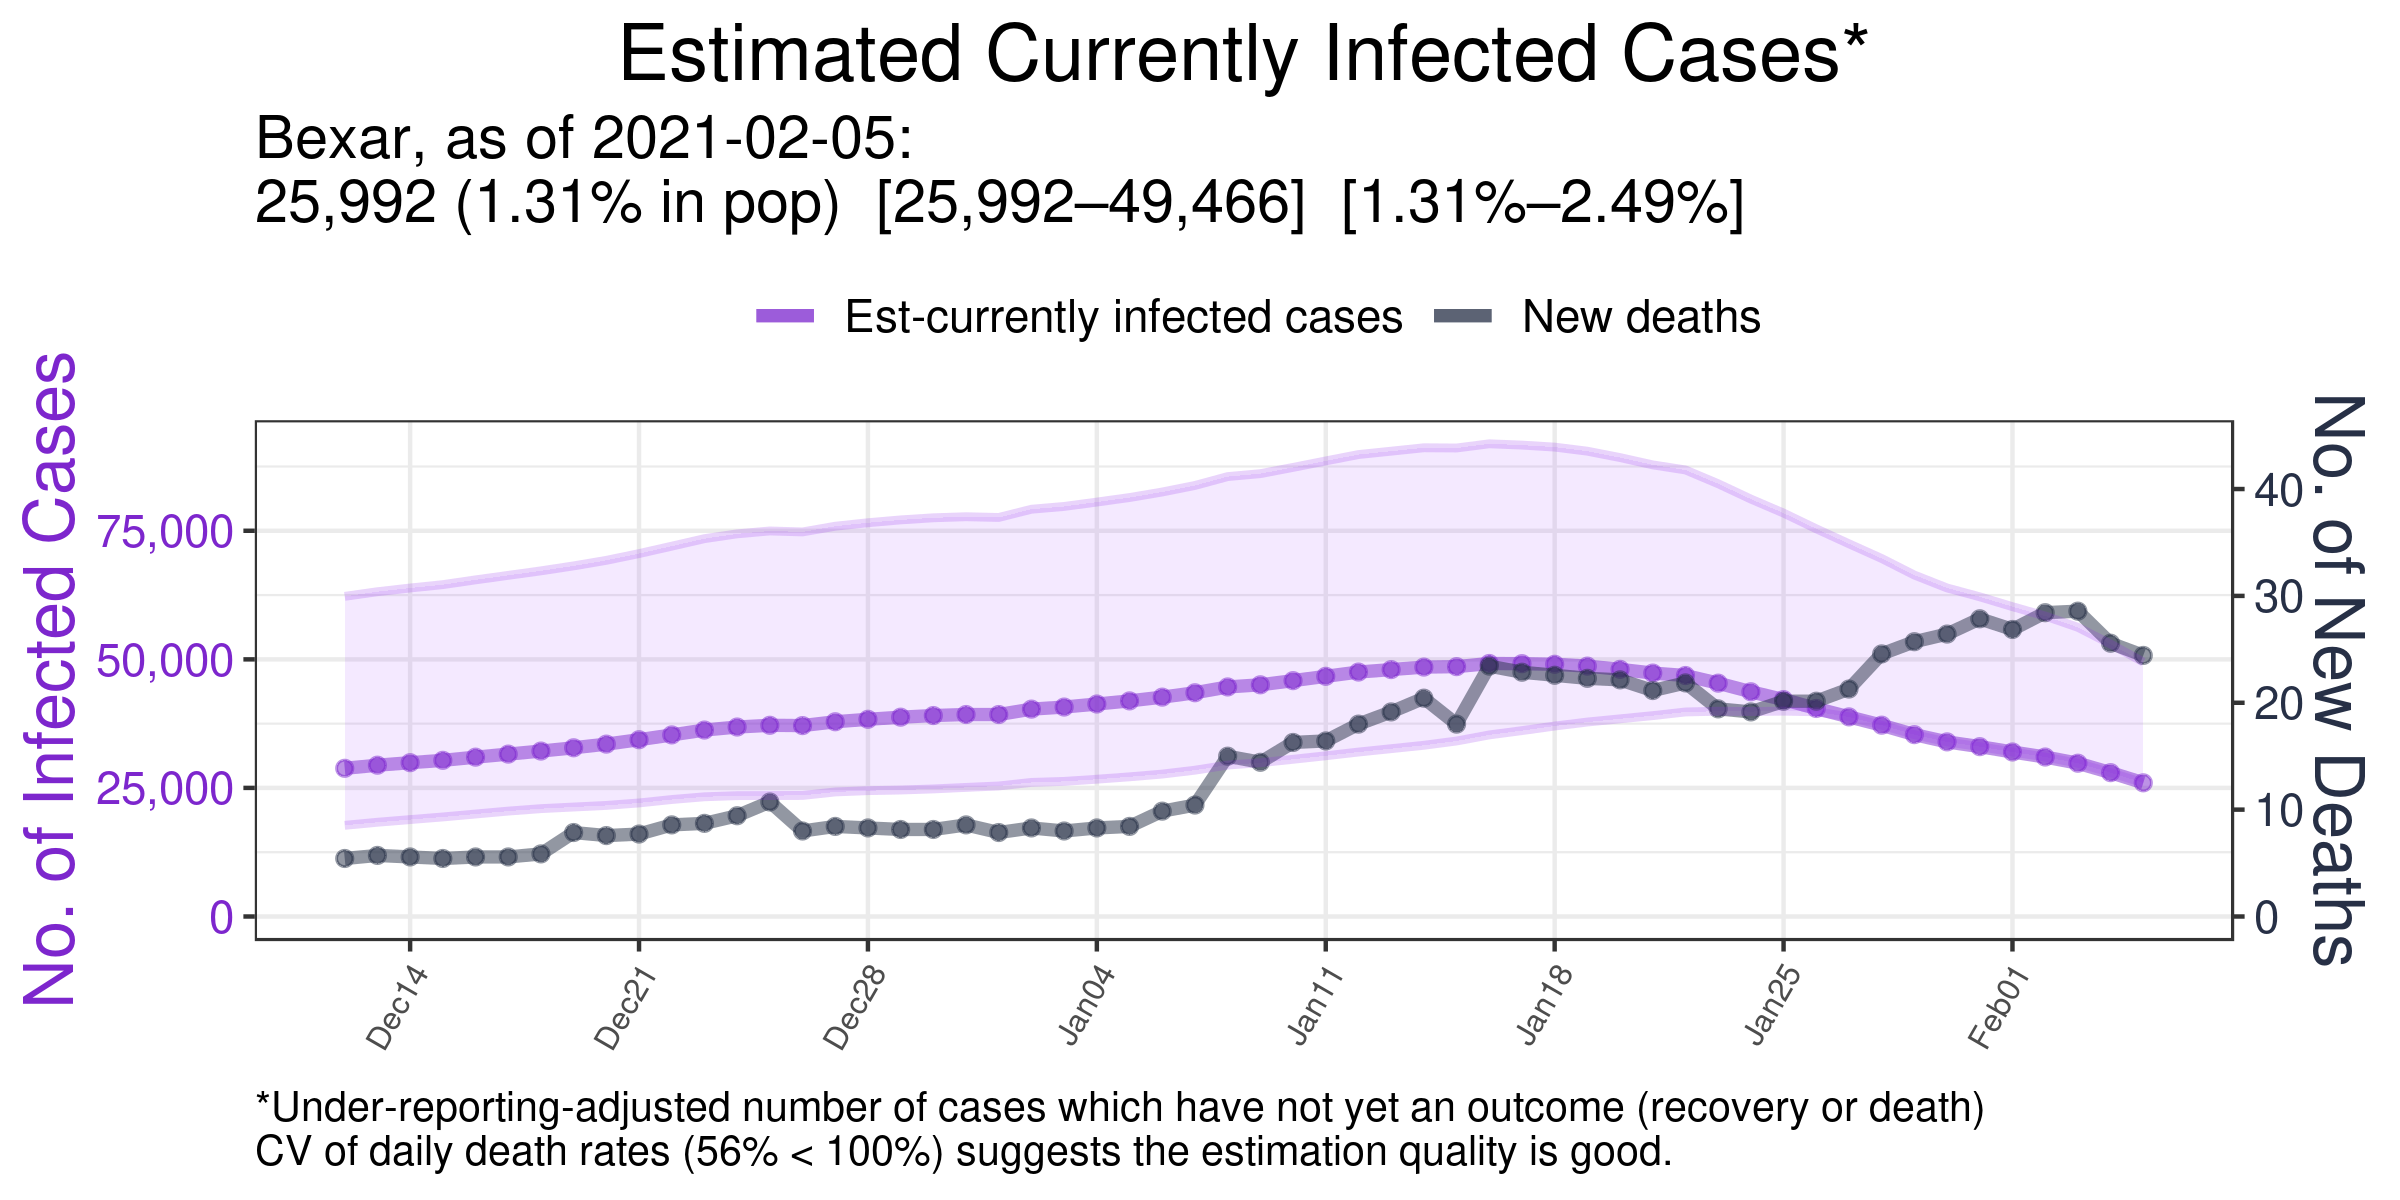 Estimated Currently Infected Cases*
Bexar, as of 2021-02-05:
25,992 (1.31% in pop)  [25,992–49,466]  [1.31%–2.49%]
Est-currently infected cases
New deaths
No. of Infected Cases
75,000
50,000
25,000
0
40
30
20
10
0
No. of New Deaths
Dec14
Dec21
Dec28
Jan04
Jan11
Jan18
Jan25
Feb01
*Under-reporting-adjusted number of cases which have not yet an outcome (recovery or death)
CV of daily death rates (56% < 100%) suggests the estimation quality is good.